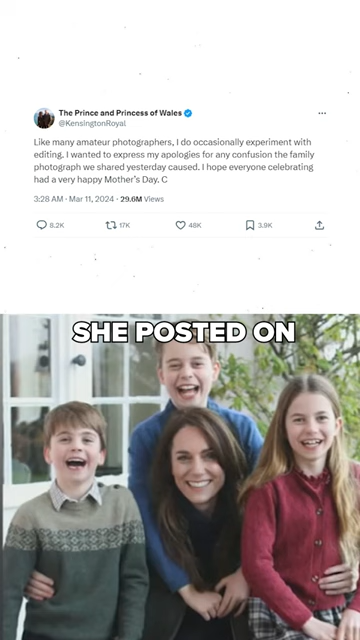 The Prince and Princess of Wales
@KensingtonRoyal
Like many amateur photographers, I do occasionally experiment with
editing. I wanted to express my apologies for any confusion the family
photograph we shared yesterday caused. I hope everyone celebrating
had a very happy Mother's Day. C
3:28 AM · Mar 11, 2024 · 29.6M Views
8.2K 17K 48K 3.9K
SHE POSTED ON